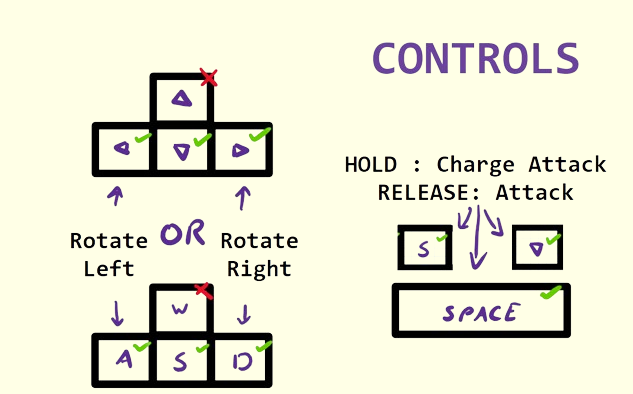 CONTROLS
HOLD : Charge Attack
RELEASE: Attack
S
SPACE
Rotate Left
OR
Rotate Right
W
A S D